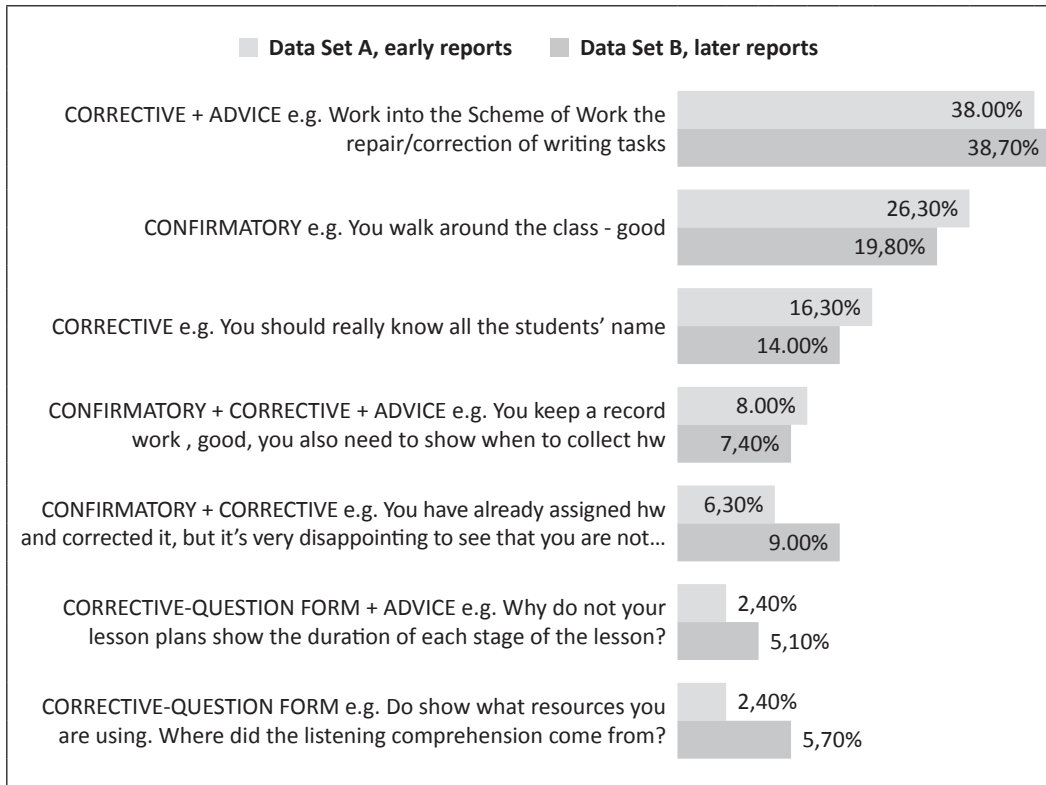 Data Set A, early reports Data Set B, later reports
CORRECTIVE + ADVICE e.g. Work into the Scheme of Work the
repair/correction of writing tasks
38.00%
38,70%
CONFIRMATORY e.g. You walk around the class - good
26,30%
19,80%
CORRECTIVE e.g. You should really know all the students’ name
16,30%
14.00%
CONFIRMATORY + CORRECTIVE + ADVICE e.g. You keep a record
work , good, you also need to show when to collect hw
8.00%
7,40%
CONFIRMATORY + CORRECTIVE e.g. You have already assigned hw
and corrected it, but it’s very disappointing to see that you are not...
6,30%
9.00%
CORRECTIVE-QUESTION FORM + ADVICE e.g. Why do not your
lesson plans show the duration of each stage of the lesson?
2,40%
5,10%
CORRECTIVE-QUESTION FORM e.g. Do show what resources you
are using. Where did the listening comprehension come from?
2,40%
5,70%